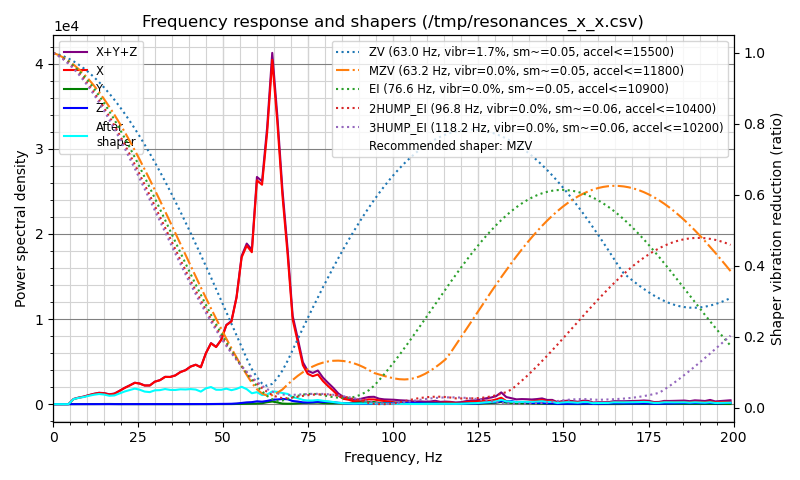 Frequency response and shapers (/tmp/resonances_x_x.csv)
1e4
X+Y+Z
X
Y
Z
After
shaper
ZV (63.0 Hz, vibr=1.7%, sm~=0.05, accel<=15500)
MZV (63.2 Hz, vibr=0.0%, sm~=0.05, accel<=11800)
EI (76.6 Hz, vibr=0.0%, sm~=0.05, accel<=10900)
2HUMP_EI (96.8 Hz, vibr=0.0%, sm~=0.06, accel<=10400)
3HUMP_EI (118.2 Hz, vibr=0.0%, sm~=0.06, accel<=10200)
Recommended shaper: MZV
Power spectral density
4
3
2
1
0
1.0
0.8
0.6
0.4
0.2
0.0
Shaper vibration reduction (ratio)
0 25 50 75 100 125 150 175 200
Frequency, Hz